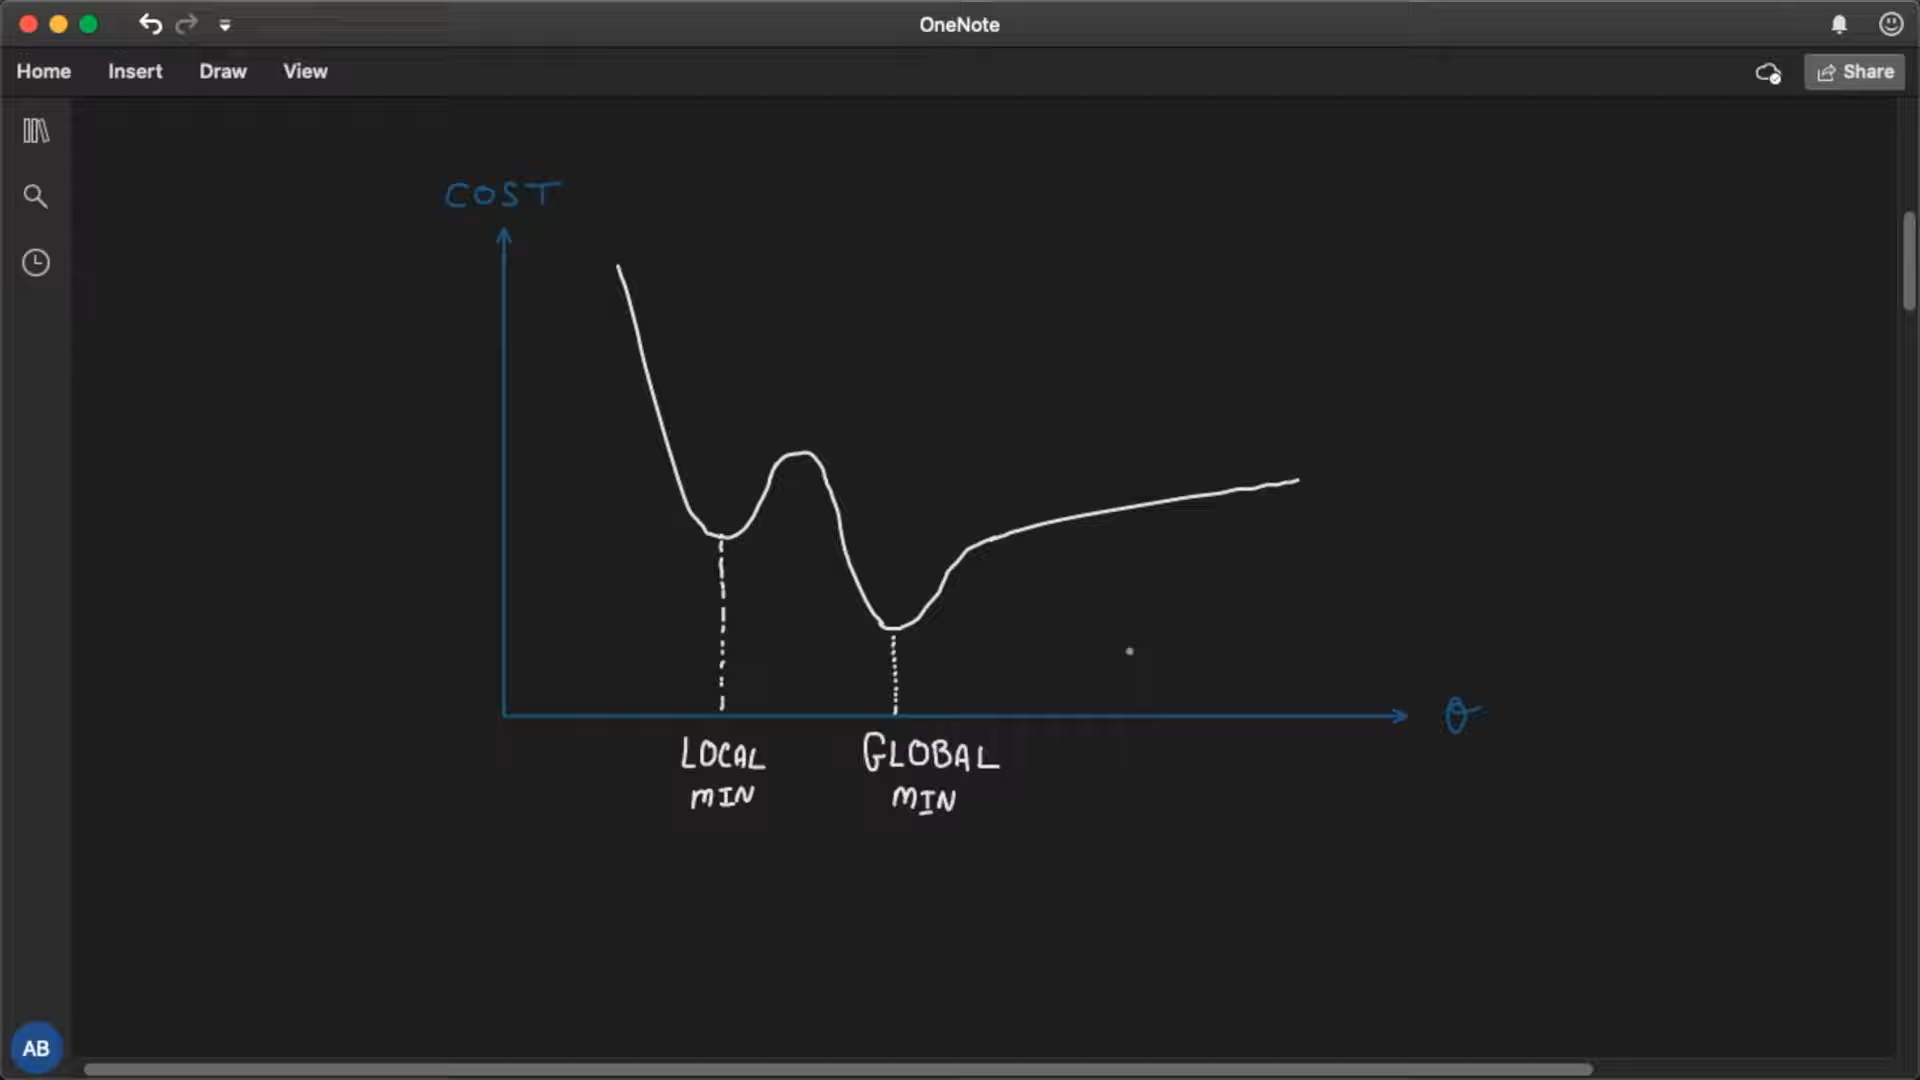 OneNote
Home Insert Draw View Share
COST
θ
LOCAL
MIN
GLOBAL
MIN
AB